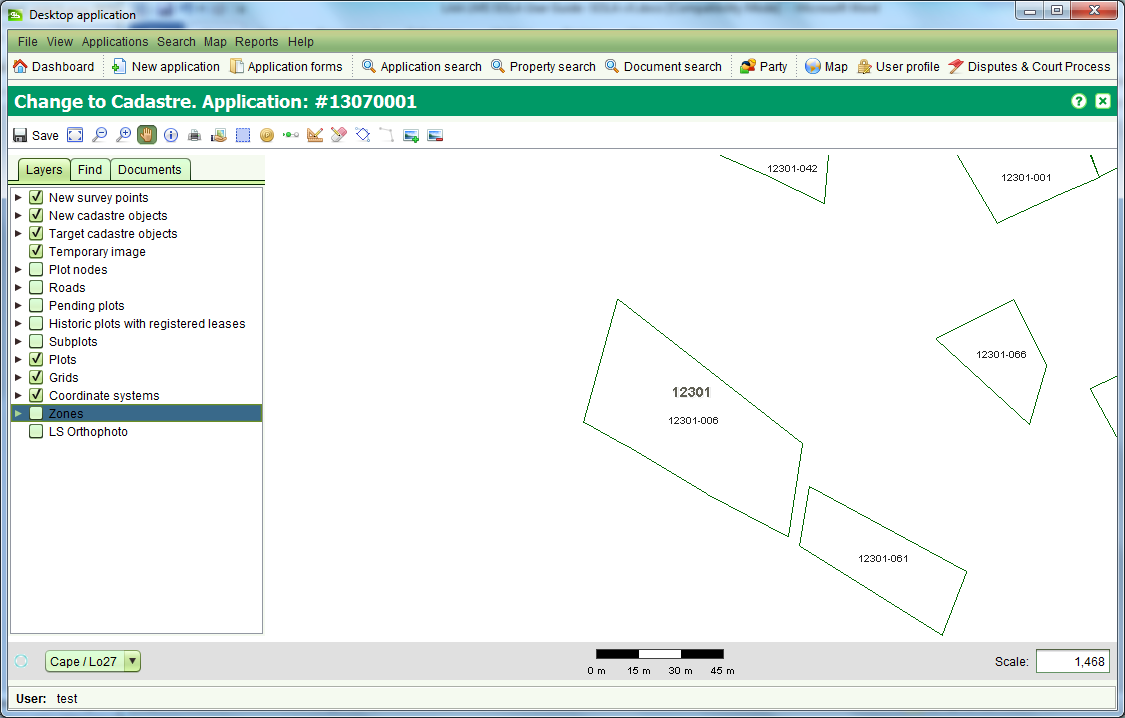 Desktop application
File View Applications Search Map Reports Help
Dashboard New application Application forms Application search Property search Document search Party Map User profile Disputes & Court Process
Change to Cadastre. Application: #13070001
Save
Layers Find Documents
New survey points
New cadastre objects
Target cadastre objects
Temporary image
Plot nodes
Roads
Pending plots
Historic plots with registered leases
Subplots
Plots
Grids
Coordinate systems
Zones
LS Orthophoto
12301-042
12301-001
12301-066
12301
12301-006
12301-061
Cape / Lo27
0 m 15 m 30 m 45 m
Scale: 1,468
User: test